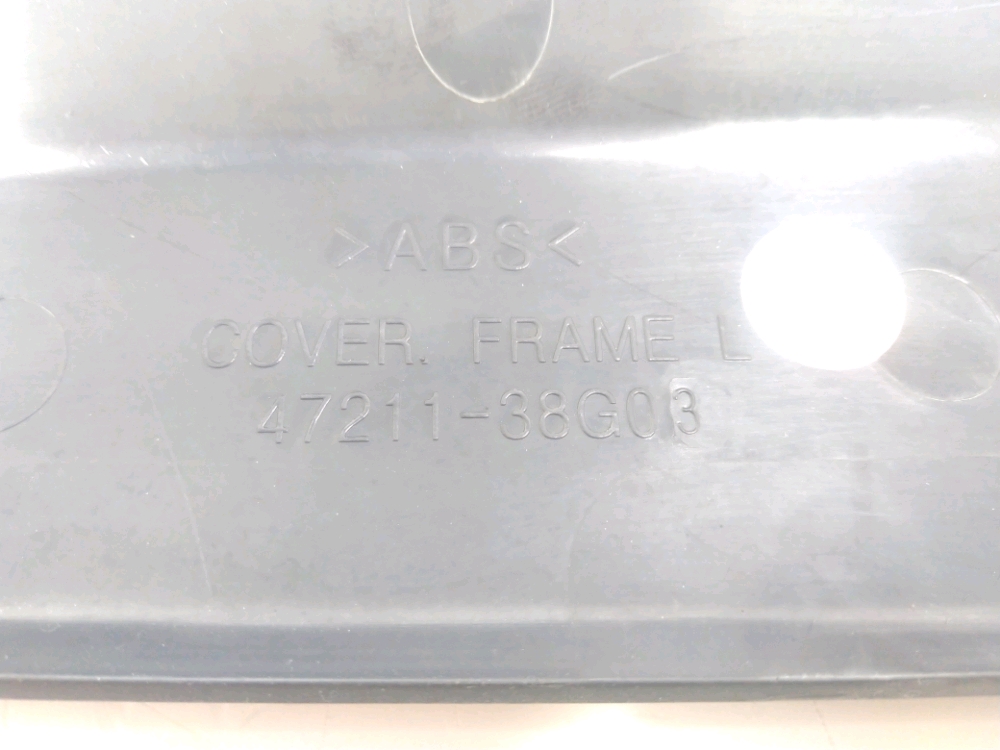 >ABS<
COVER. FRAME L
47211-38G03